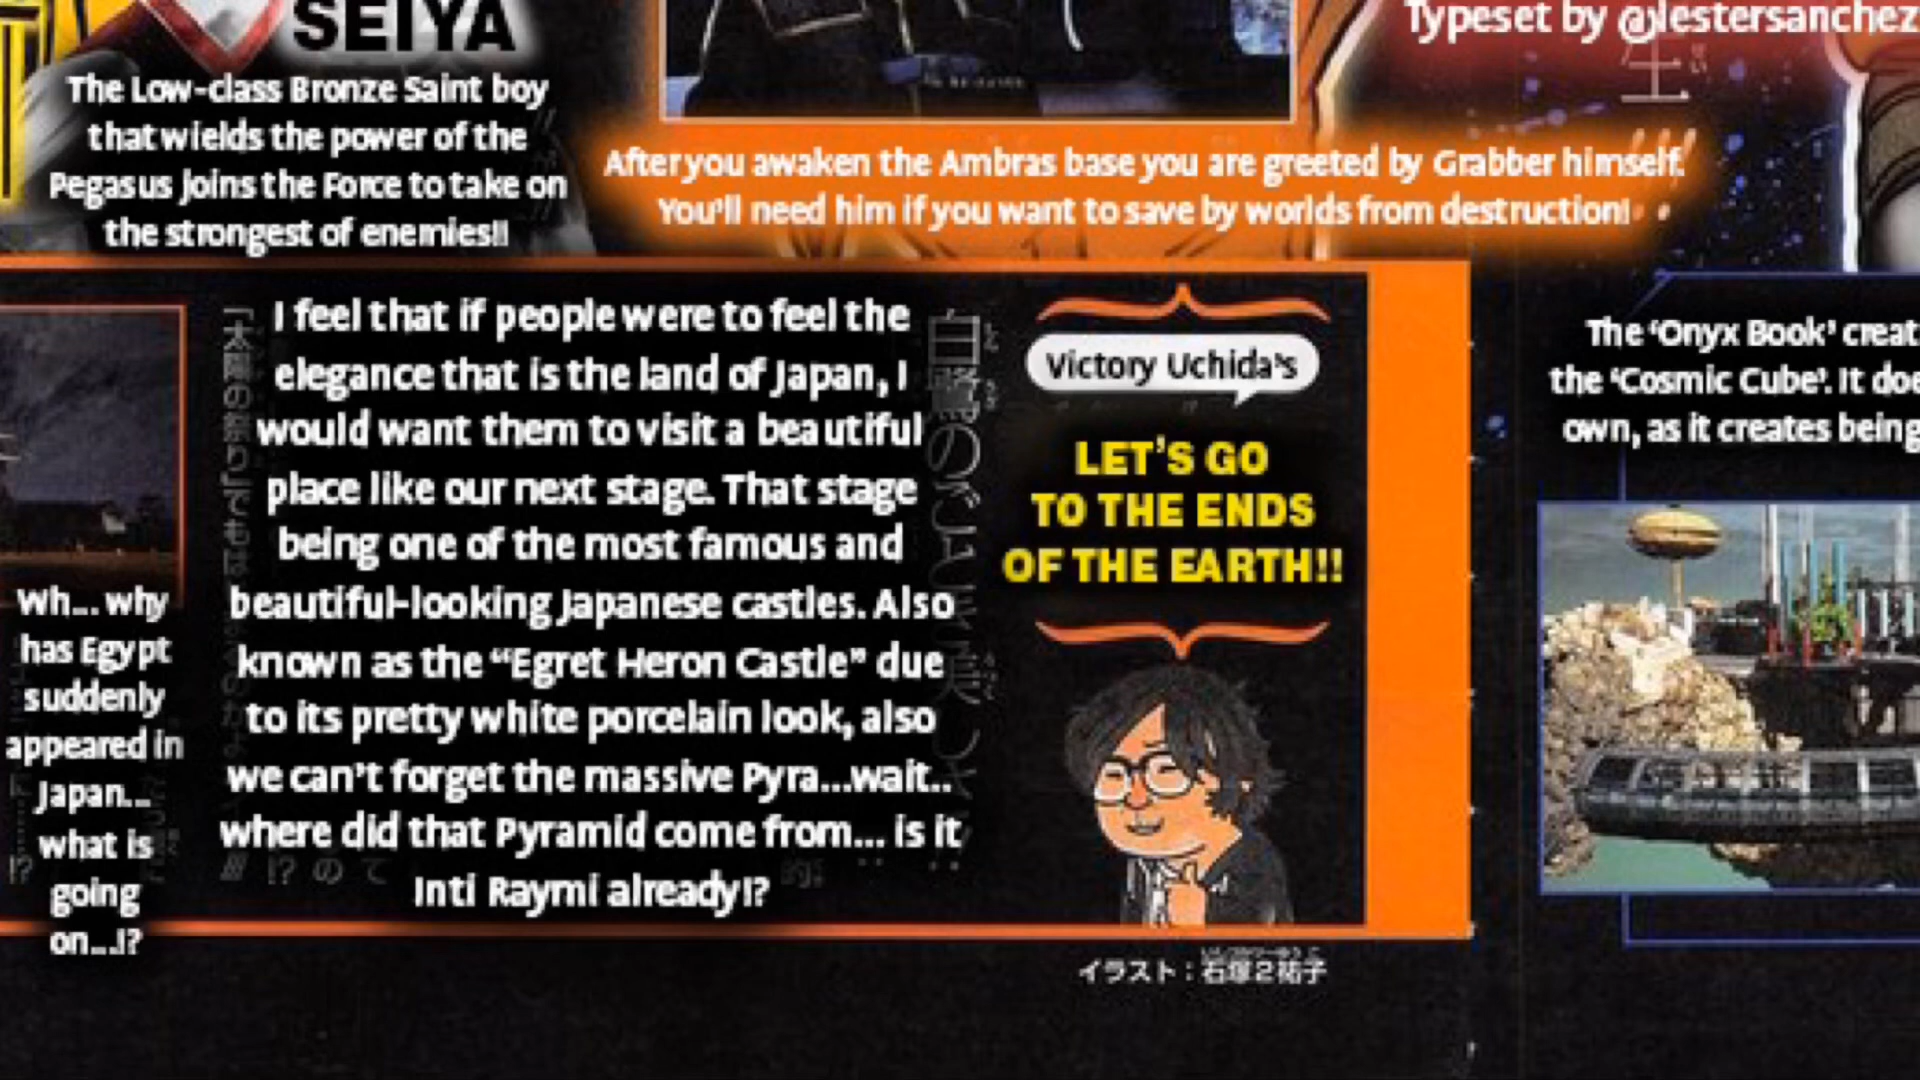 SEIYA
The Low-class Bronze Saint boy
that wields the power of the
Pegasus joins the Force to take on
the strongest of enemies!!
Typeset by @lestersanchez
After you awaken the Ambras base you are greeted by Grabber himself.
You'll need him if you want to save by worlds from destruction!
Wh... why
has Egypt
suddenly
appeared in
Japan...
what is
going
on...!?
I feel that if people were to feel the
elegance that is the land of Japan, I
would want them to visit a beautiful
place like our next stage. That stage
being one of the most famous and
beautiful-looking Japanese castles. Also
known as the “Egret Heron Castle” due
to its pretty white porcelain look, also
we can't forget the massive Pyra...wait..
where did that Pyramid come from... is it
Inti Raymi already!?
Victory Uchida's
LET'S GO
TO THE ENDS
OF THE EARTH!!
イラスト：石塚2祐子
The ‘Onyx Book’ creat
the ‘Cosmic Cube’. It doe
own, as it creates being